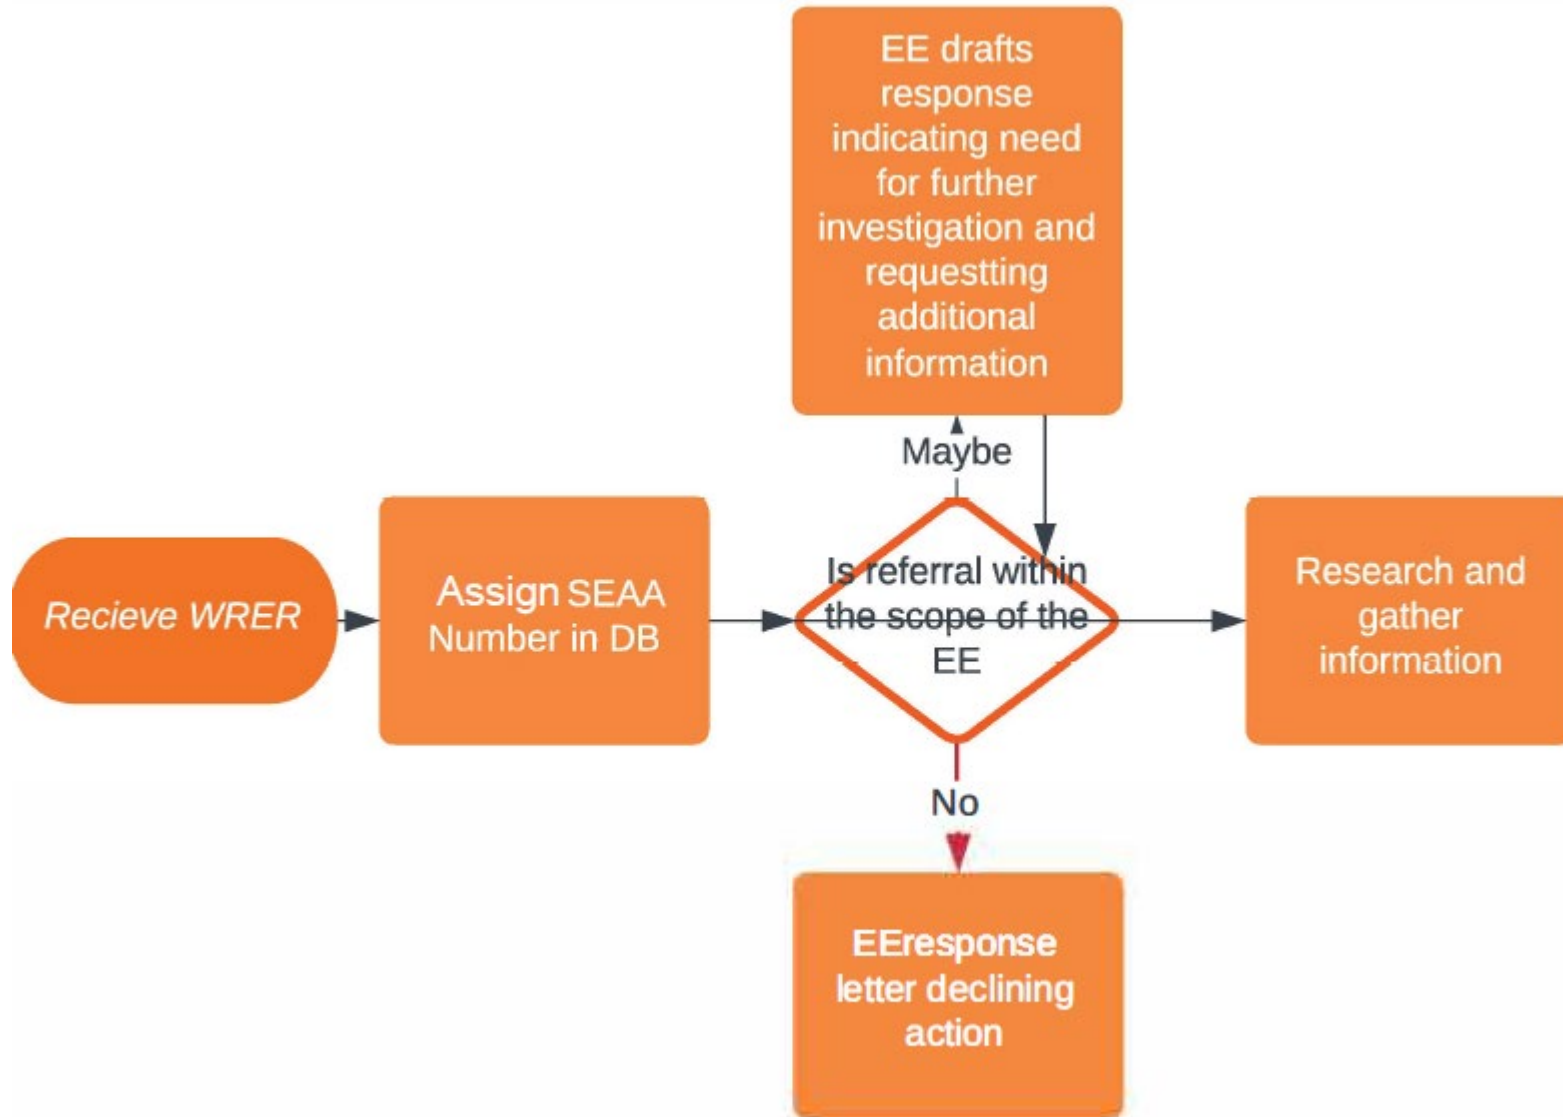 EE drafts
response
indicating need
for further
investigation and
requestting
additional
information
Maybe
Recieve WRER
Assign SEAA
Number in DB
Is referral within
the scope of the
EE
Research and
gather
information
No
EEresponse
letter declining
action